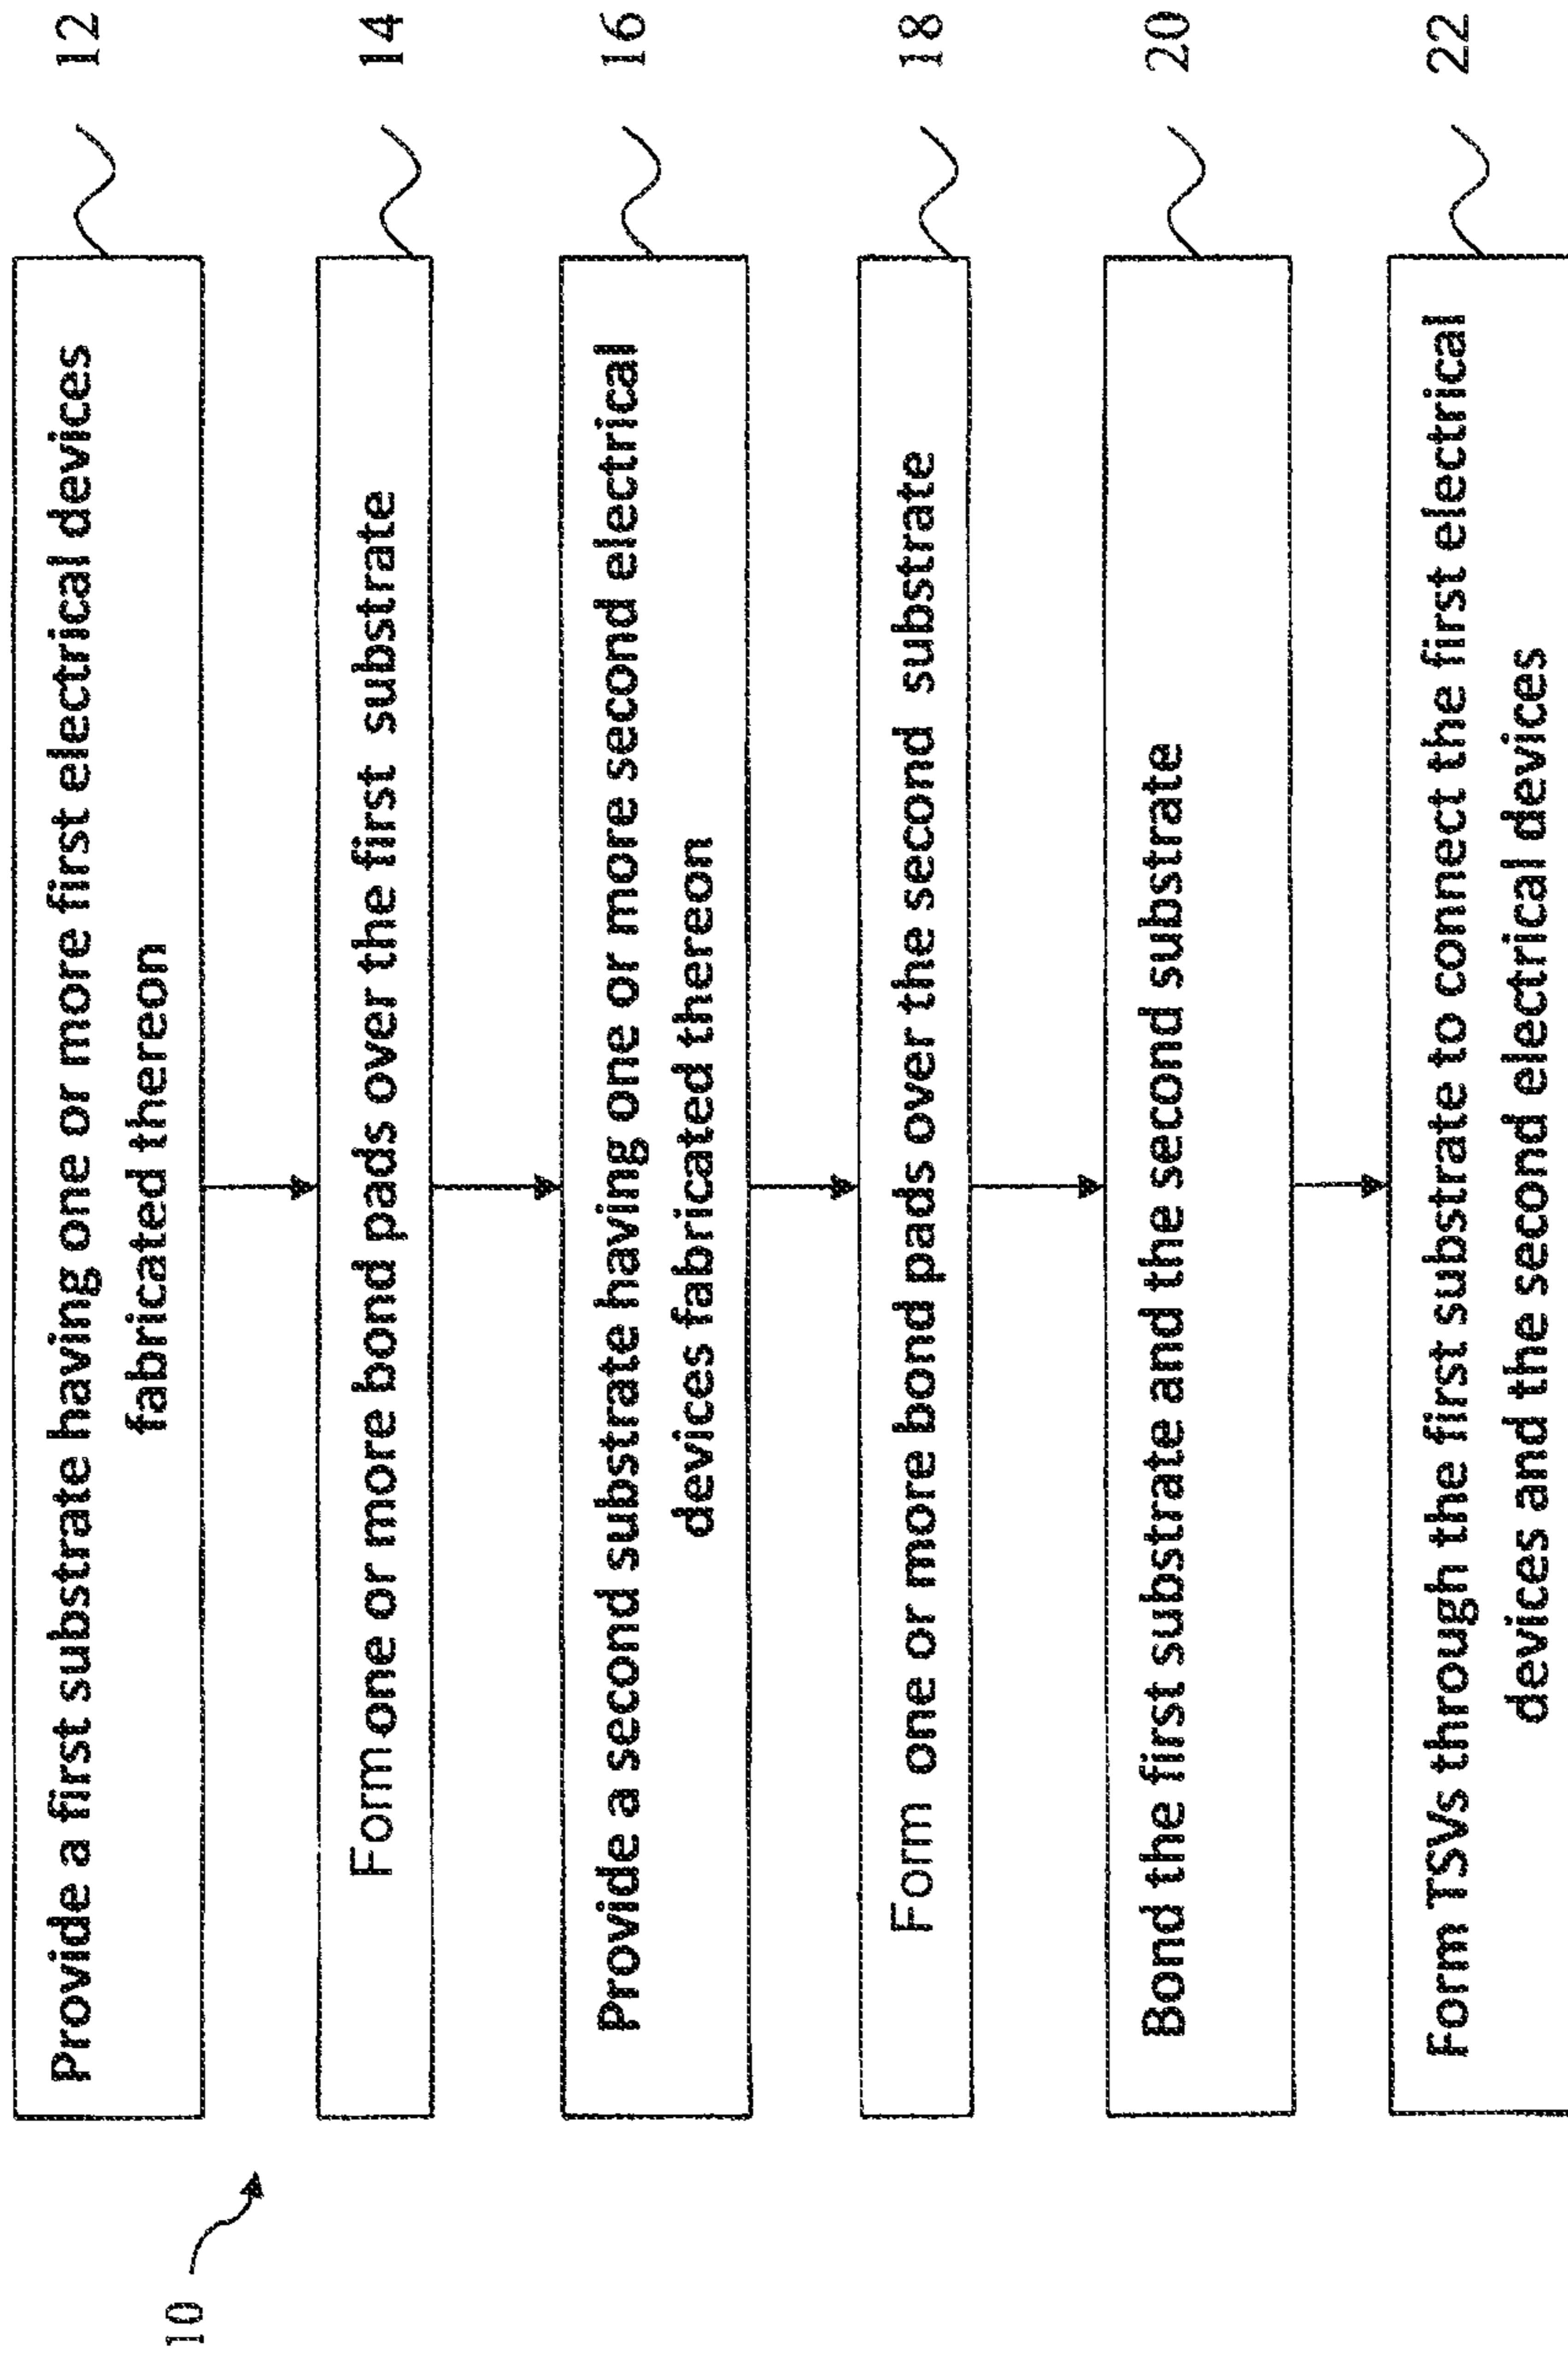 10
Provide a first substrate having one or more first electrical devices
fabricated thereon
12
Form one or more bond pads over the first substrate
14
Provide a second substrate having one or more second electrical
devices fabricated thereon
16
Form one or more bond pads over the second substrate
18
Bond the first substrate and the second substrate
20
Form TSVs through the first substrate to connect the first electrical
devices and the second electrical devices
22